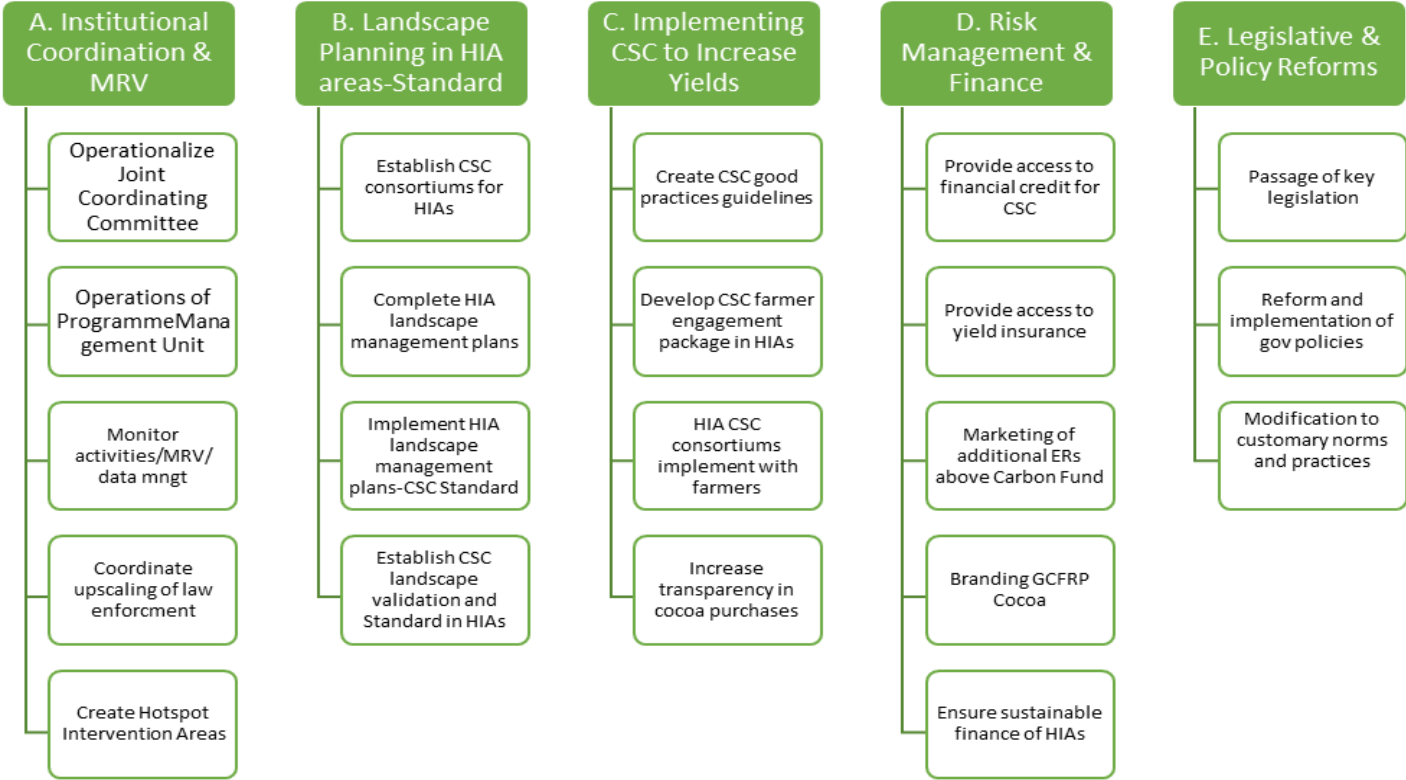 A. Institutional
Coordination &
MRV
Operationalize
Joint
Coordinating
Committee
Operations of
ProgrammeMana
gement Unit
Monitor
activities/MRV/
data mngt
Coordinate
upscaling of law
enforcment
Create Hotspot
Intervention Areas
B. Landscape
Planning in HIA
areas-Standard
Establish CSC
consortiums for
HIAs
Complete HIA
landscape
management plans
Implement HIA
landscape
management
plans-CSC Standard
Establish CSC
landscape
validation and
Standard in HIAs
C. Implementing
CSC to Increase
Yields
Create CSC good
practices guidelines
Develop CSC farmer
engagement
package in HIAs
HIA CSC
consortiums
implement with
farmers
Increase
transparency in
cocoa purchases
D. Risk
Management &
Finance
Provide access to
financial credit for
CSC
Provide access to
yield insurance
Marketing of
additional ERs
above Carbon Fund
Branding GCFRP
Cocoa
Ensure sustainable
finance of HIAs
E. Legislative &
Policy Reforms
Passage of key
legislation
Reform and
implementation of
gov policies
Modification to
customary norms
and practices